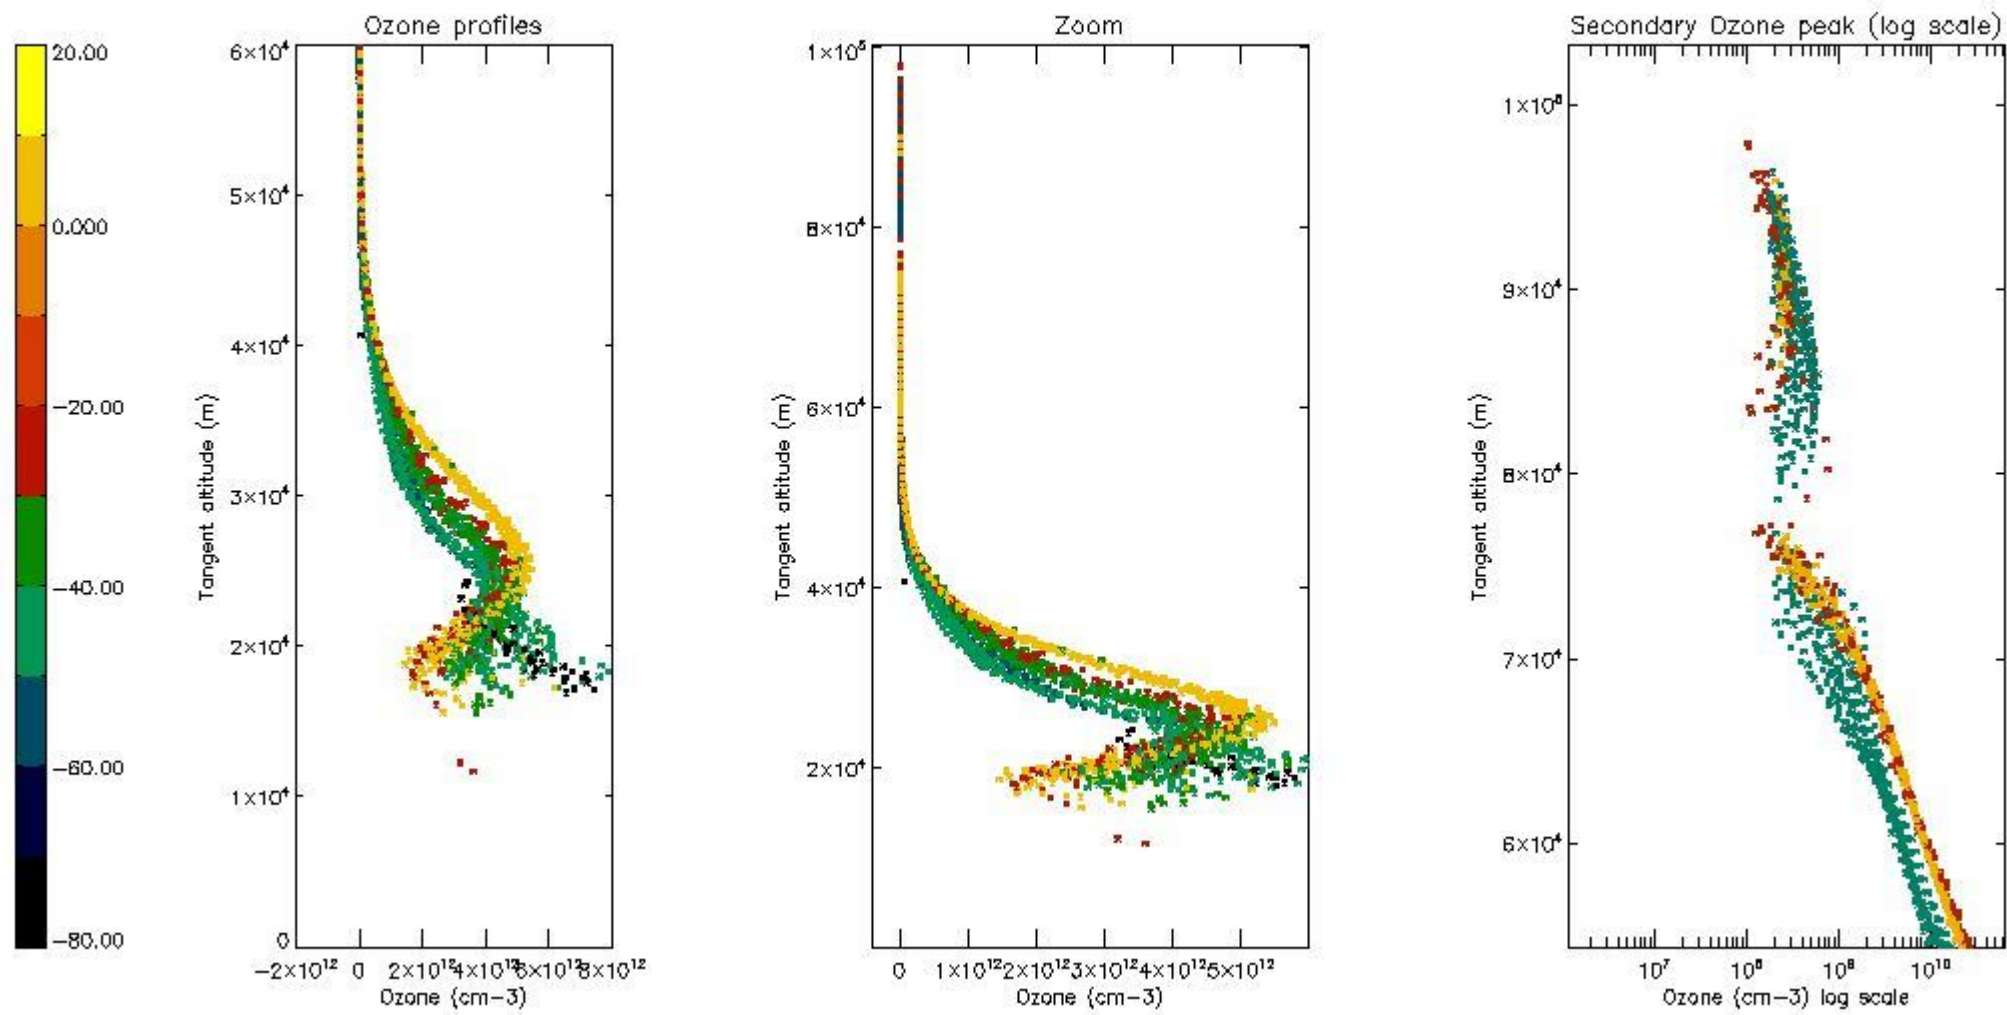 Ozone profiles
Zoom
Secondary Ozone peak (log scale)
20.00
0.000
−20.00
−40.00
−60.00
−80.00
6×10⁴
5×10⁴
4×10⁴
3×10⁴
2×10⁴
1×10⁴
0
Tangent altitude (m)
−2×10¹² 0 2×10¹² 4×10¹² 6×10¹² 8×10¹²
Ozone (cm−3)
1×10⁵
8×10⁴
6×10⁴
4×10⁴
2×10⁴
Tangent altitude (m)
0 1×10¹² 2×10¹² 3×10¹² 4×10¹² 5×10¹²
Ozone (cm−3)
9×10⁴
8×10⁴
7×10⁴
6×10⁴
Tangent altitude (m)
10⁷ 10¹⁰
Ozone (cm−3) log scale